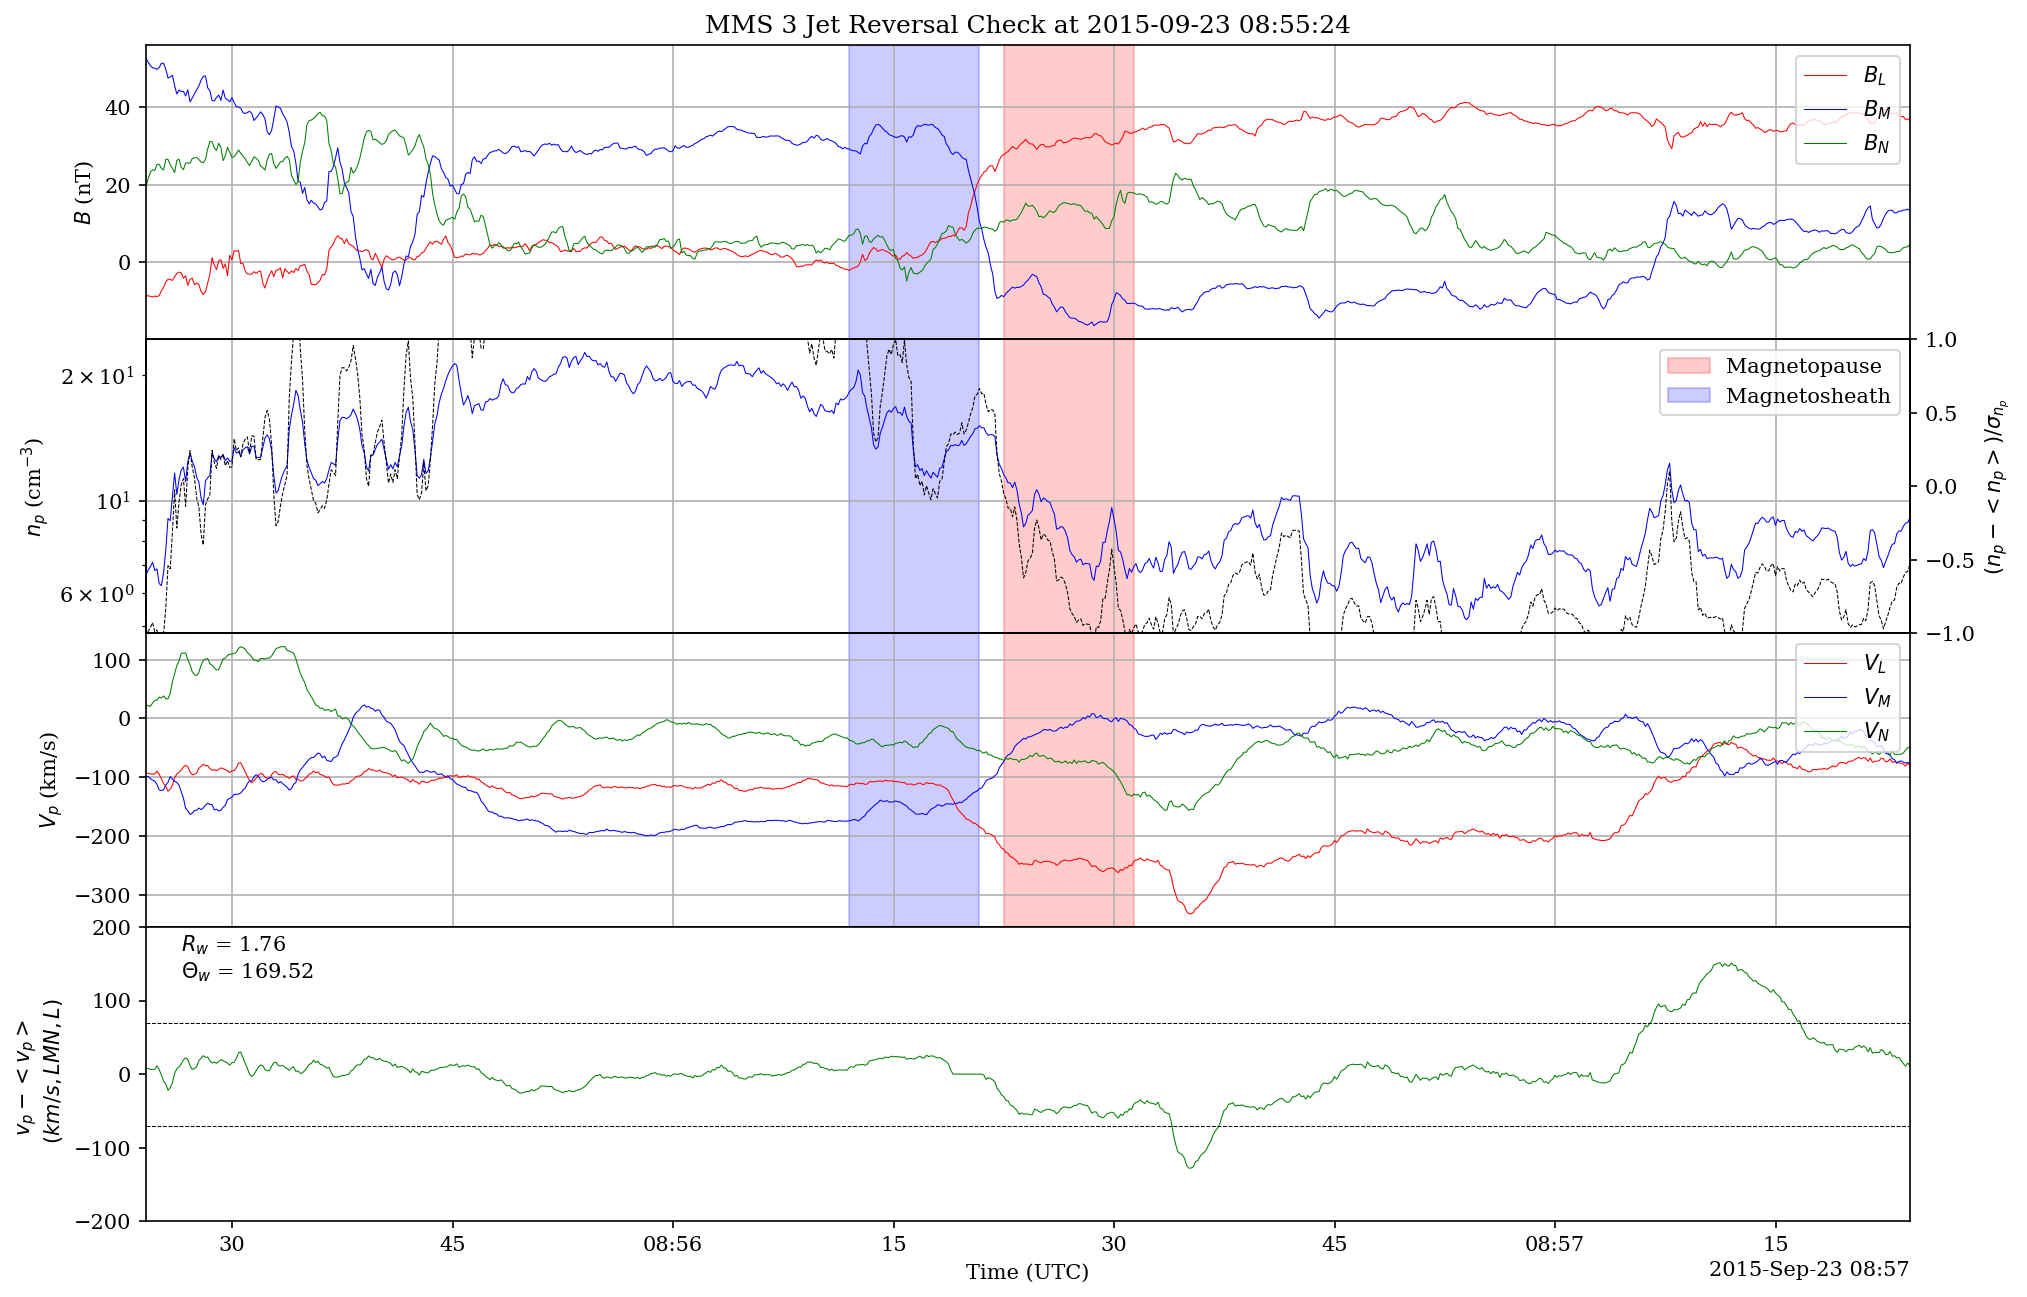 MMS 3 Jet Reversal Check at 2015-09-23 08:55:24
B (nT)
40
20
0
B_L
B_M
B_N
n_p (cm^{-3})
2 × 10^1
10^1
6 × 10^0
1.0
0.5
0.0
−0.5
−1.0
(n_p − < n_p >)/σ_{n_p}
Magnetopause
Magnetosheath
V_p (km/s)
100
0
−100
−200
−300
V_L
V_M
V_N
v_p − < v_p >
(km/s, LMN, L)
200
100
0
−100
−200
R_w = 1.76
Θ_w = 169.52
30 45 08:56 15 30 45 08:57 15
Time (UTC)
2015-Sep-23 08:57